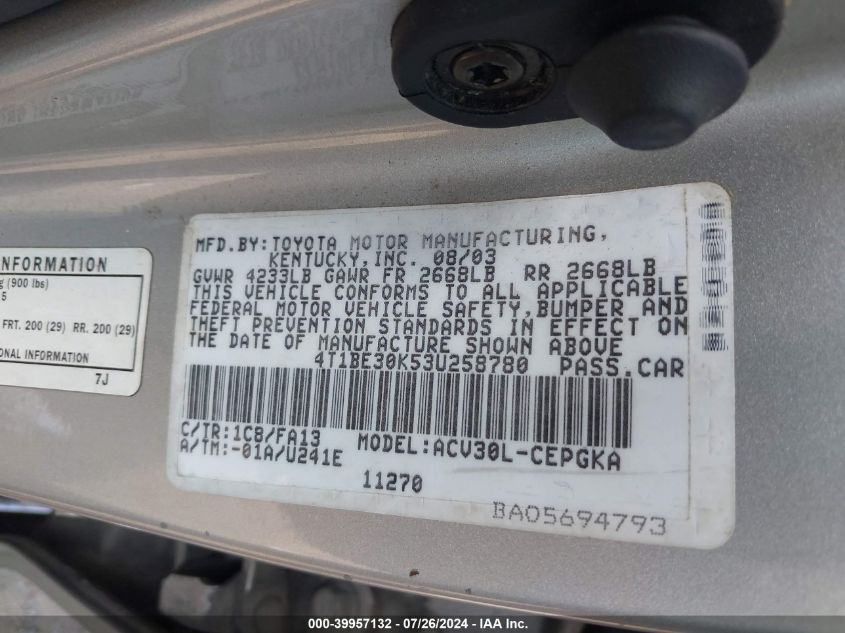 MFD.BY:TOYOTA MOTOR MANUFACTURING,
KENTUCKY,INC. 08/03
GVWR 4233LB GAWR FR 2668LB RR 2668LB
THIS VEHICLE CONFORMS TO ALL APPLICABLE
FEDERAL MOTOR VEHICLE SAFETY,BUMPER AND
THEFT PREVENTION STANDARDS IN EFFECT ON
THE DATE OF MANUFACTURE SHOWN ABOVE
4T1BE30K53U258780 PASS.CAR
C/TR:1C8/FA13 MODEL:ACV30L-CEPGKA
A/TM:-01A/U241E
11270
BA05694793
INFORMATION
(900 lbs)
5
FRT. 200 (29) RR. 200 (29)
INFORMATION
7J
000-39957132 - 07/26/2024 - IAA Inc.